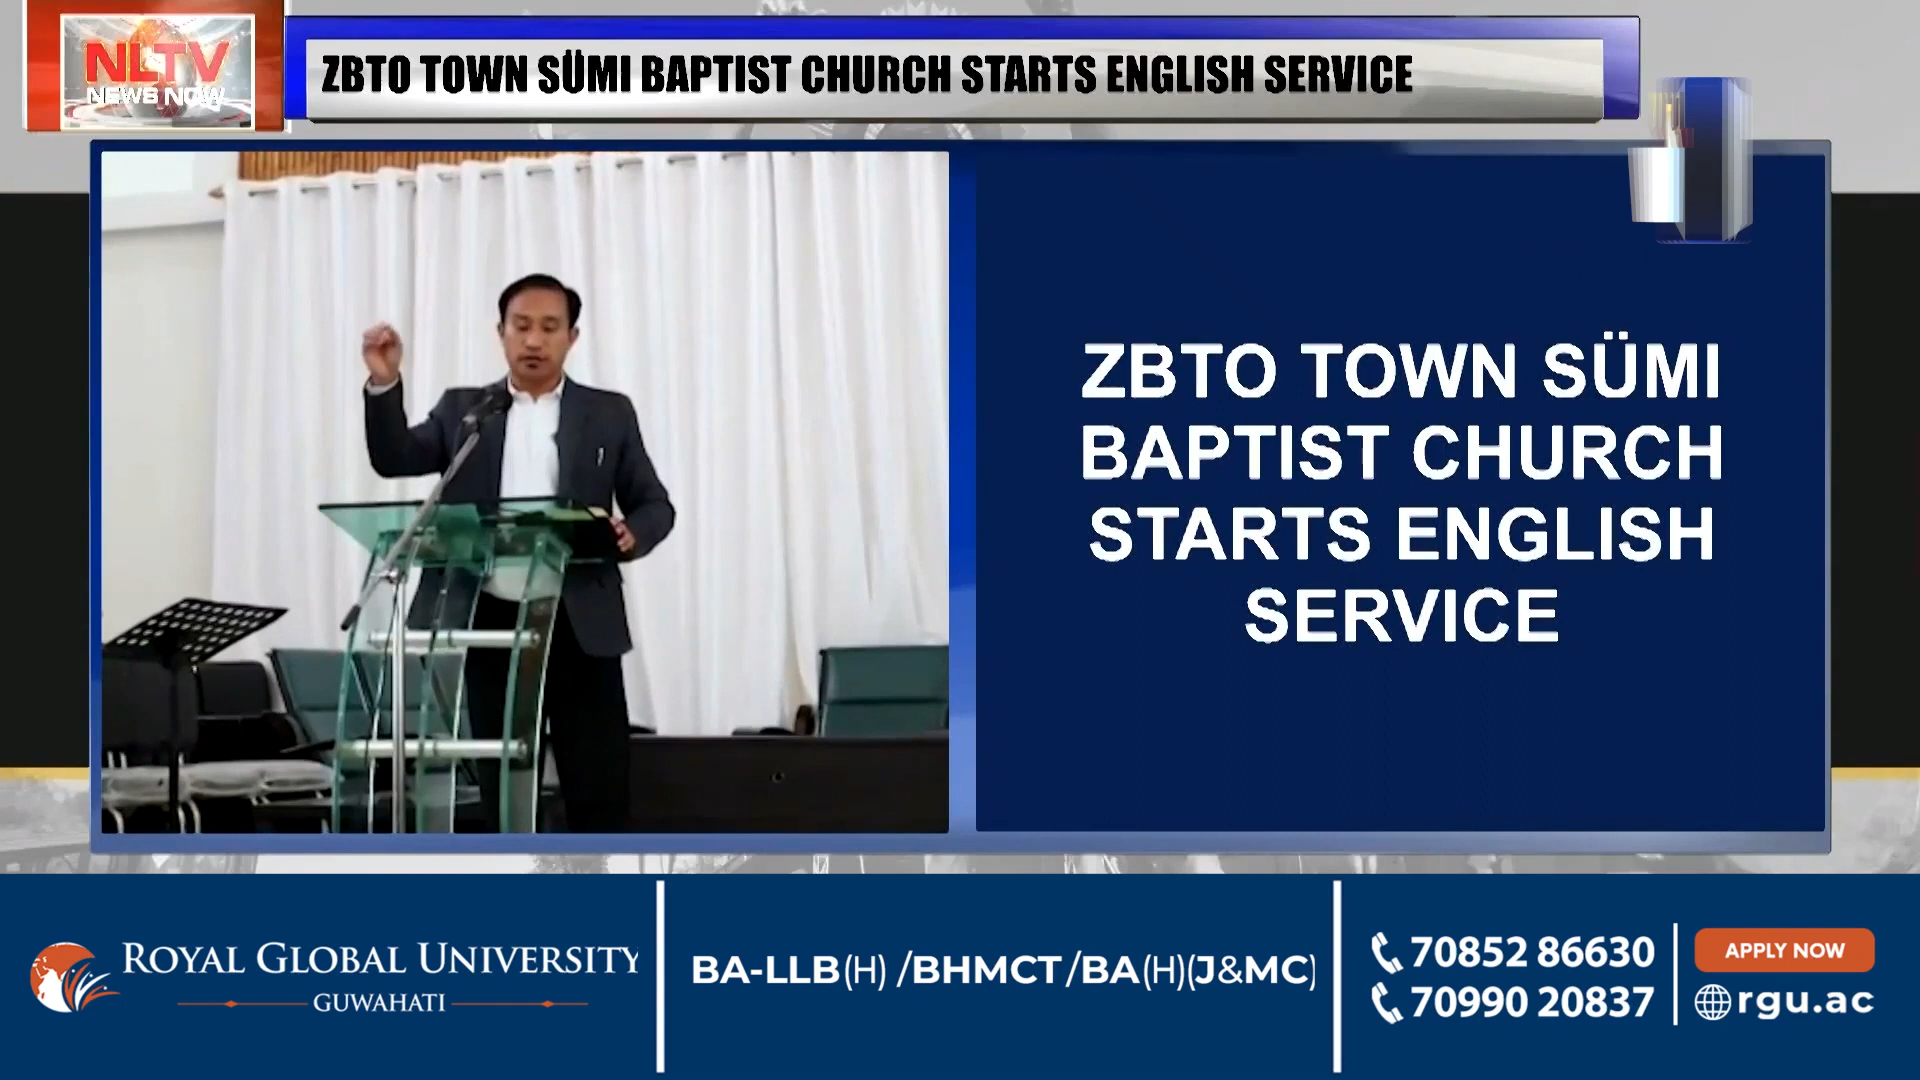 NLTV
NEWS NOW
ZBTO TOWN SÜMI BAPTIST CHURCH STARTS ENGLISH SERVICE
ZBTO TOWN SÜMI
BAPTIST CHURCH
STARTS ENGLISH
SERVICE
ROYAL GLOBAL UNIVERSITY
GUWAHATI
BA-LLB(H) /BHMCT/BA(H)(J&MC)
70852 86630
70990 20837
APPLY NOW
rgu.ac